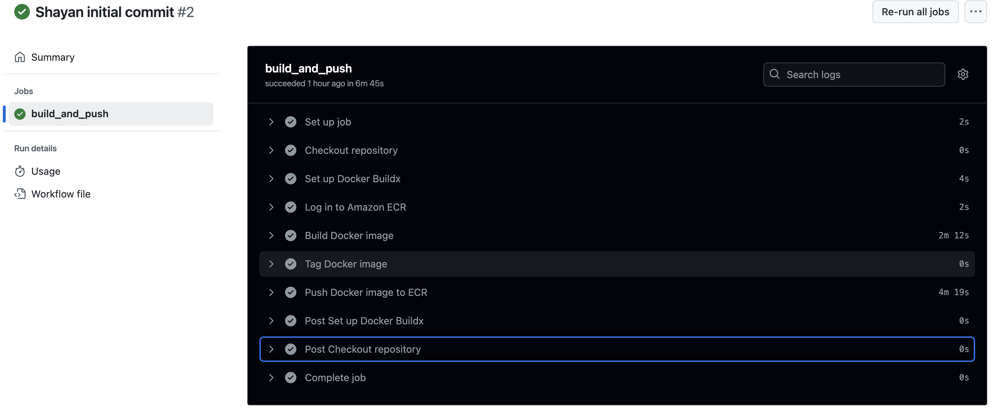 Shayan initial commit #2
Re-run all jobs
Summary
Jobs
build_and_push
Run details
Usage
Workflow file
build_and_push
succeeded 1 hour ago in 6m 45s
Search logs
Set up job 2s
Checkout repository 0s
Set up Docker Buildx 4s
Log in to Amazon ECR 2s
Build Docker image 2m 12s
Tag Docker image 0s
Push Docker image to ECR 4m 19s
Post Set up Docker Buildx 0s
Post Checkout repository 0s
Complete job 0s